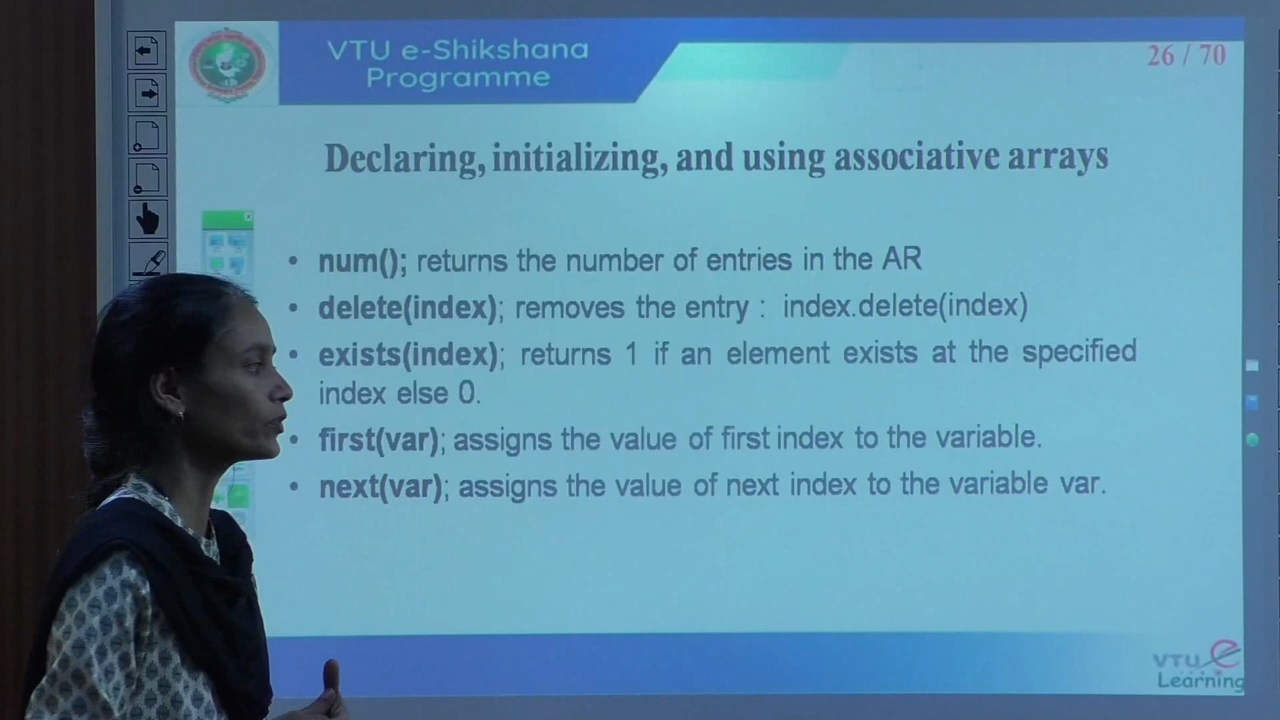 VTU e-Shikshana
Programme
26 / 70
Declaring, initializing, and using associative arrays
• num(); returns the number of entries in the AR
• delete(index); removes the entry : index.delete(index)
• exists(index); returns 1 if an element exists at the specified
index else 0.
• first(var); assigns the value of first index to the variable.
• next(var); assigns the value of next index to the variable var.
VTU e
Learning